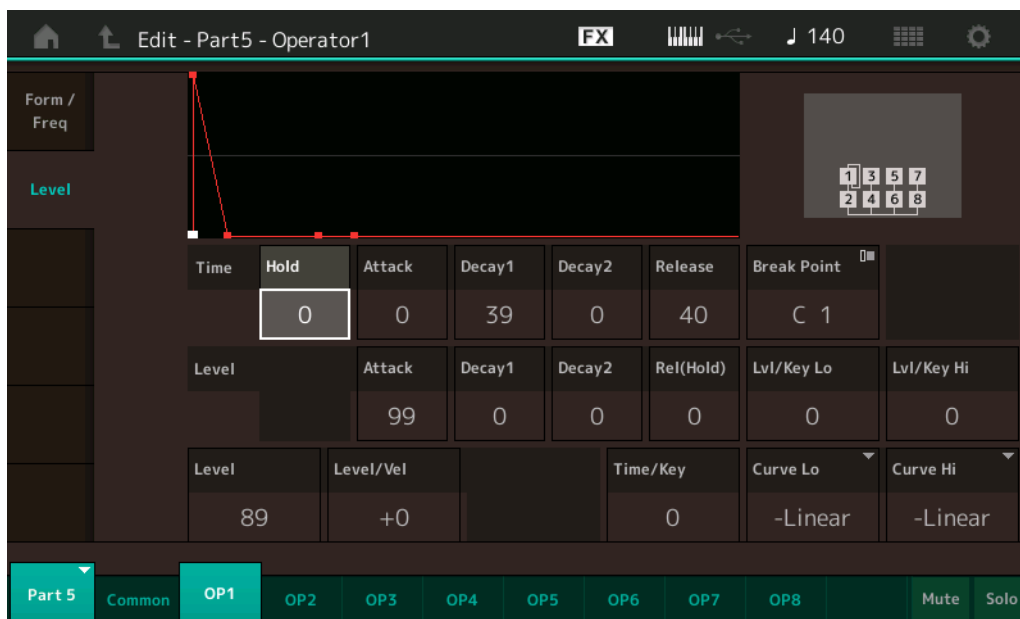 Edit - Part5 - Operator1 FX ♩ 140
Form /
Freq
Level
1 3 5 7
2 4 6 8
Time Hold Attack Decay1 Decay2 Release Break Point
0 0 39 0 40 C 1
Level Attack Decay1 Decay2 Rel(Hold) Lvl/Key Lo Lvl/Key Hi
99 0 0 0 0 0
Level Level/Vel Time/Key Curve Lo Curve Hi
89 +0 0 -Linear -Linear
Part 5 Common OP1 OP2 OP3 OP4 OP5 OP6 OP7 OP8 Mute Solo